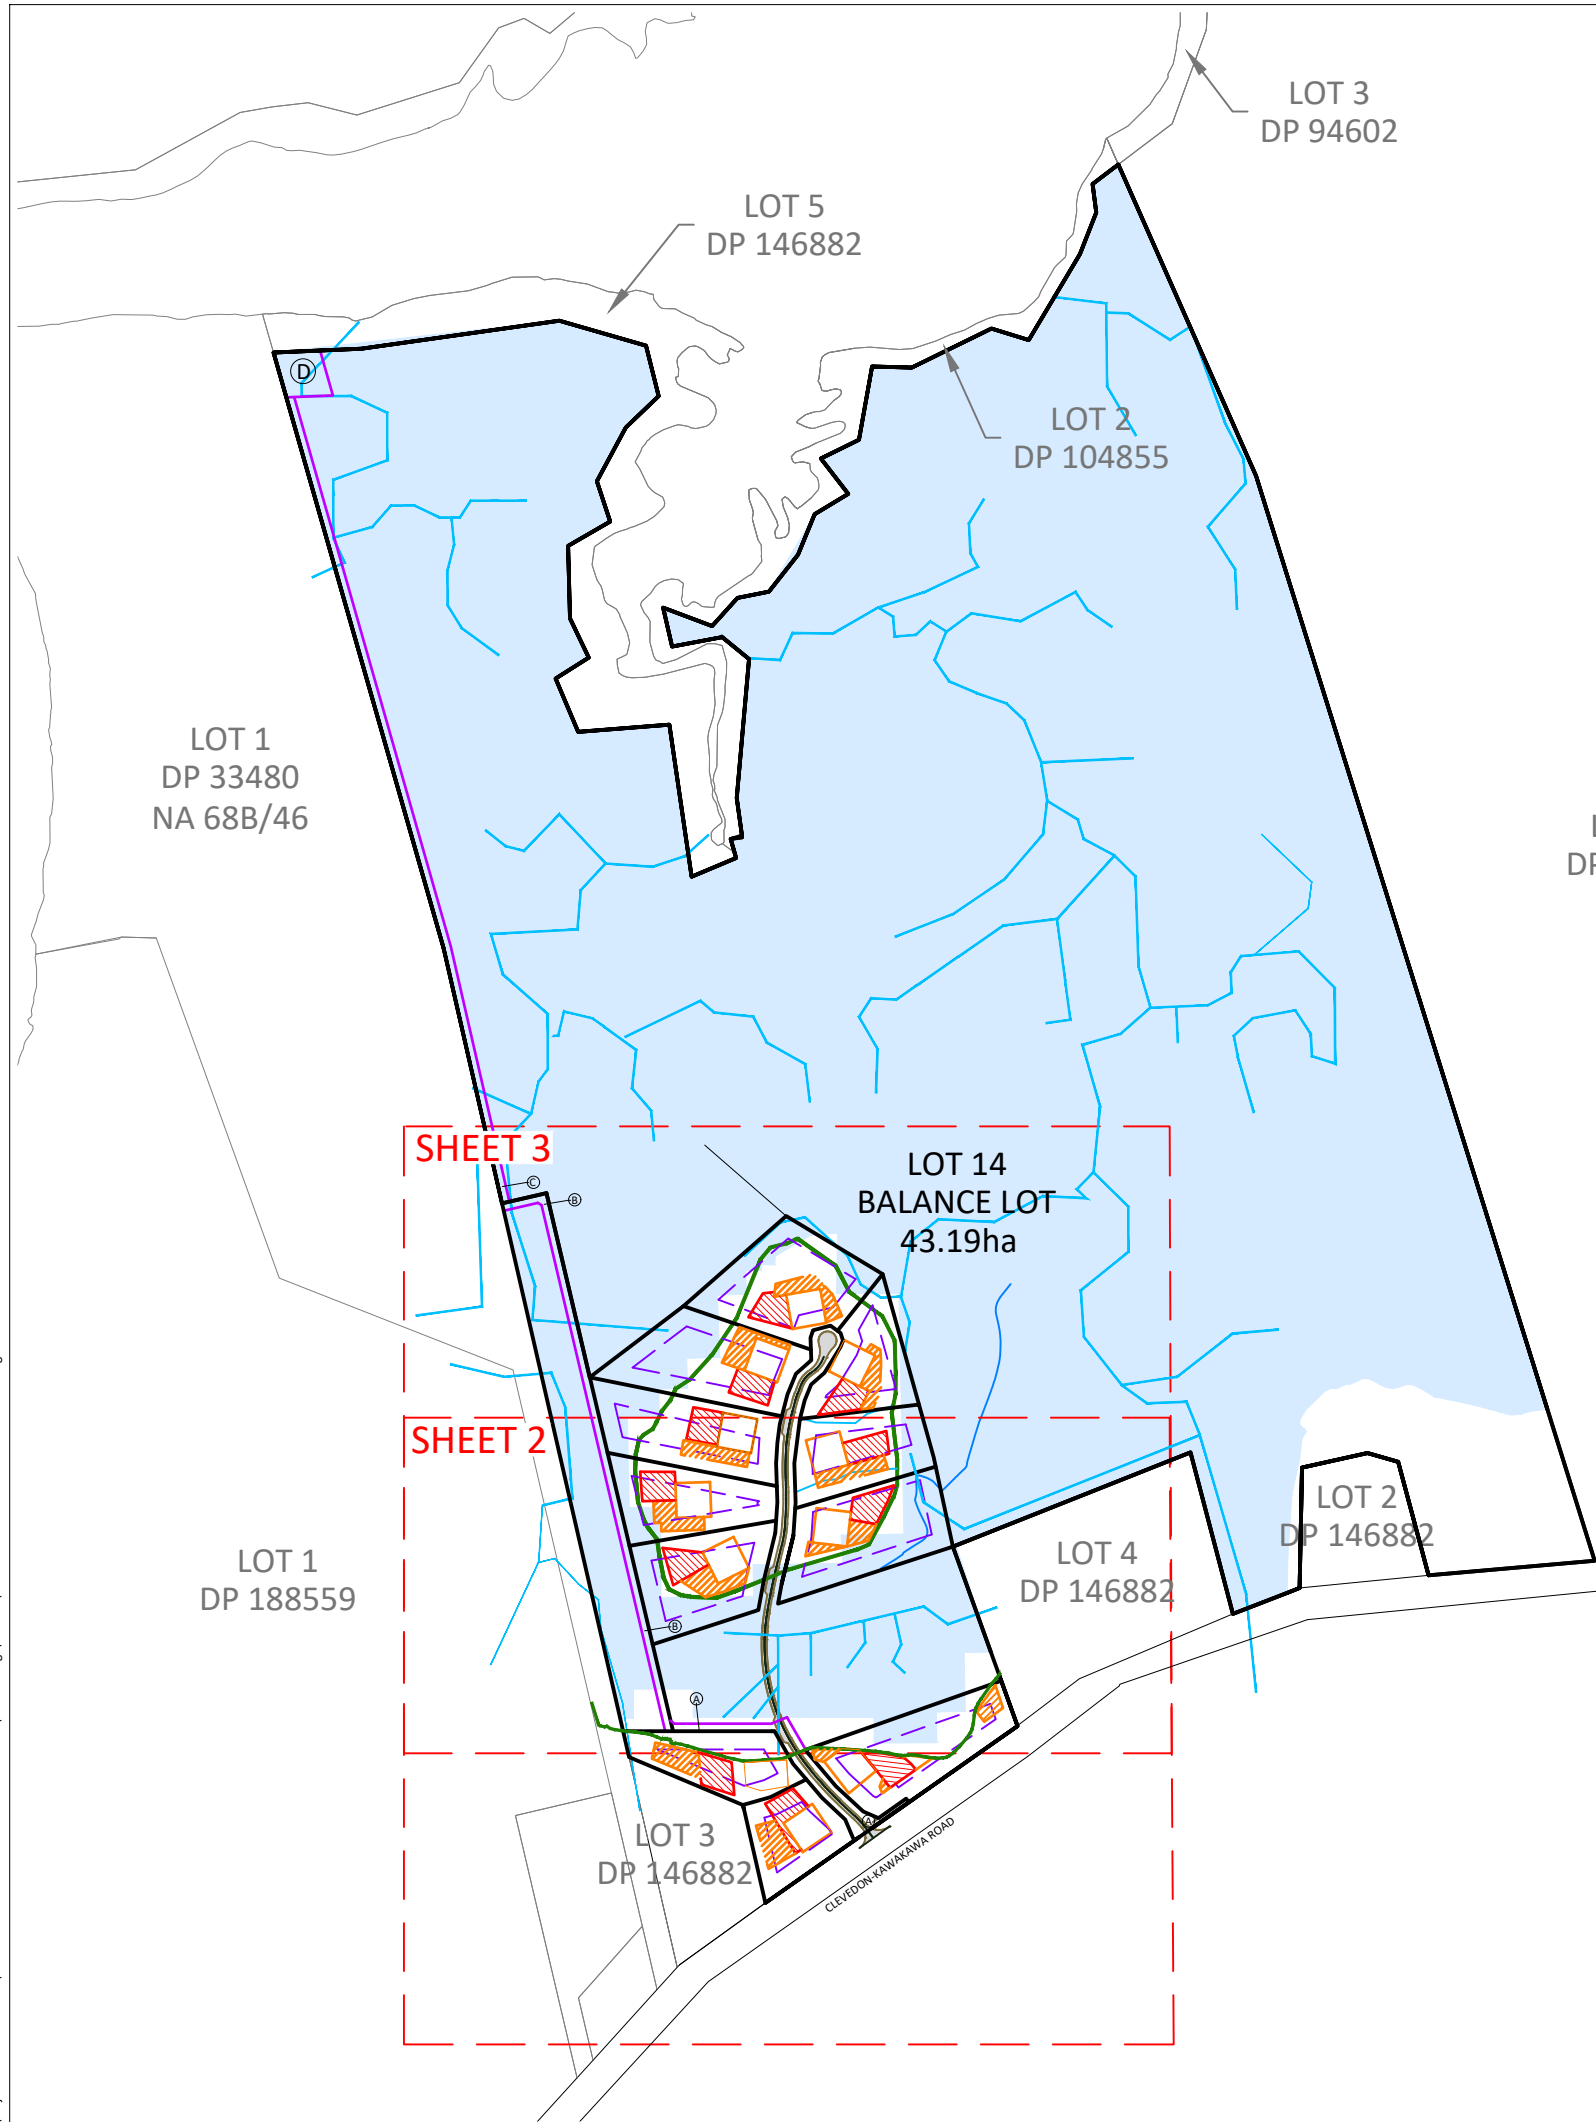 LOT 3
DP 94602
LOT 5
DP 146882
D
LOT 2
DP 104855
LOT 1
DP 33480
NA 68B/46
L
DP
SHEET 3
C
B
LOT 14
BALANCE LOT
43.19ha
SHEET 2
LOT 2
DP 146882
LOT 1
DP 188559
LOT 4
DP 146882
B
A
A
LOT 3
DP 146882
CLEVEDON-KAWAKAWA ROAD